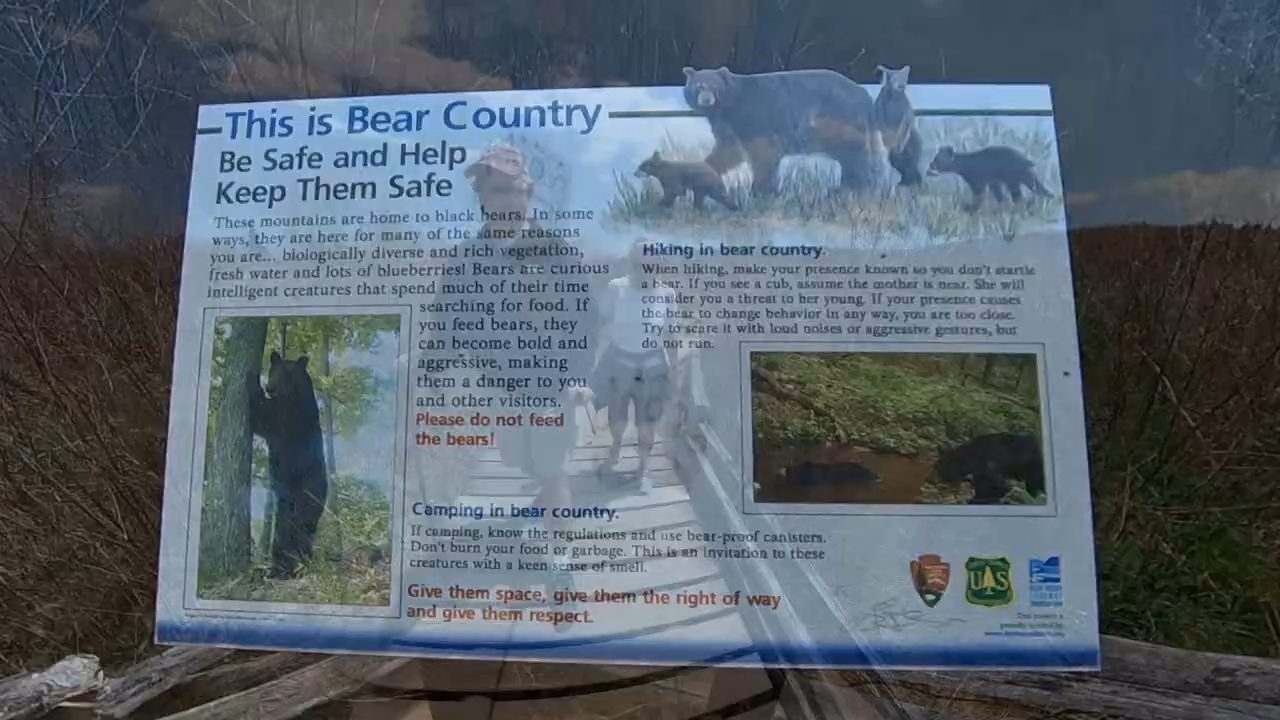 This is Bear Country
Be Safe and Help
Keep Them Safe
These mountains are home to black bears. In some
ways, they are here for many of the same reasons
you are... biologically diverse and rich vegetation,
fresh water and lots of blueberries! Bears are curious
intelligent creatures that spend much of their time
searching for food. If
you feed bears, they
can become bold and
aggressive, making
them a danger to you
and other visitors.
Please do not feed
the bears!
Hiking in bear country.
When hiking, make your presence known so you don't startle
a bear. If you see a cub, assume the mother is near. She will
consider you a threat to her young. If your presence causes
the bear to change behavior in any way, you are too close.
Try to scare it with loud noises or aggressive gestures, but
do not run.
Camping in bear country.
If camping, know the regulations and use bear-proof canisters.
Don't burn your food or garbage. This is an invitation to these
creatures with a keen sense of smell.
Give them space, give them the right of way
and give them respect.
UAS